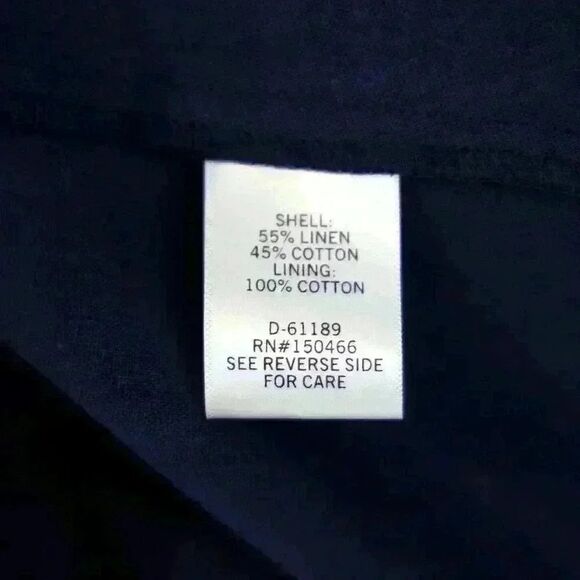 SHELL:
55% LINEN
45% COTTON
LINING:
100% COTTON
D-61189
RN#150466
SEE REVERSE SIDE
FOR CARE